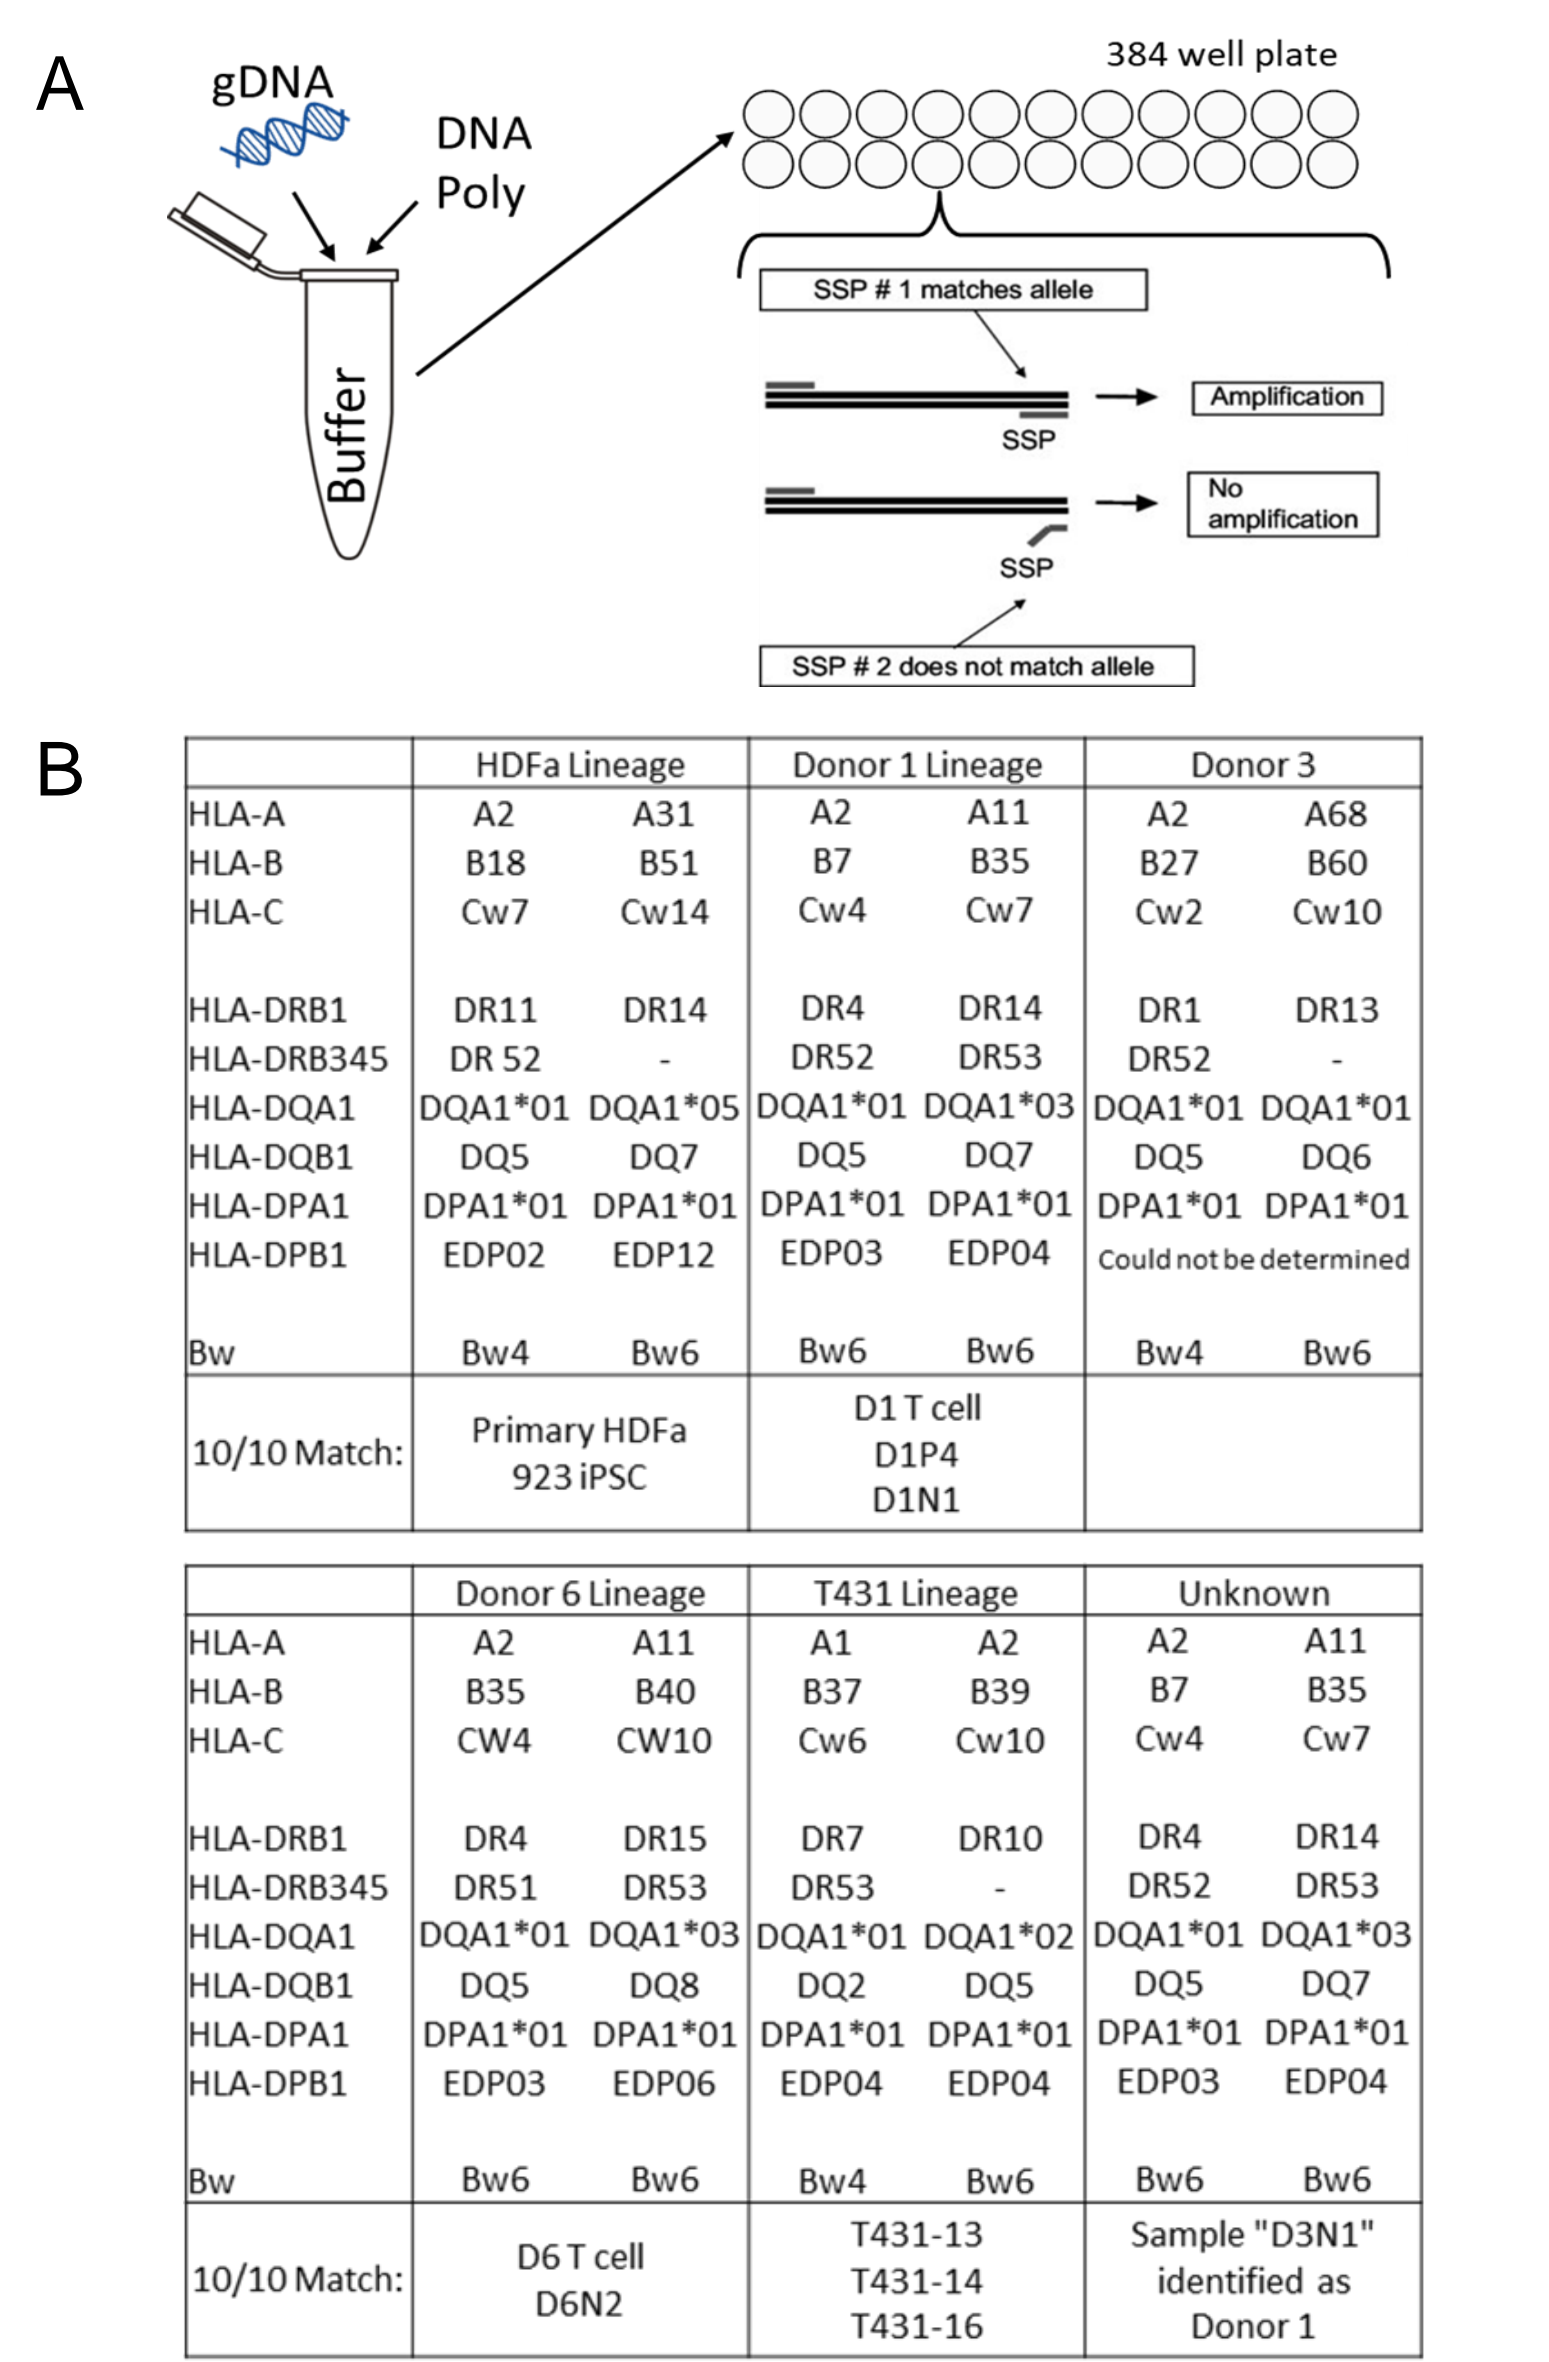 A
gDNA
DNA
Poly
Buffer
384 well plate
SSP # 1 matches allele
SSP
Amplification
No
amplification
SSP
SSP # 2 does not match allele
B
HDFa Lineage Donor 1 Lineage Donor 3
HLA-A A2 A31 A2 A11 A2 A68
HLA-B B18 B51 B7 B35 B27 B60
HLA-C Cw7 Cw14 Cw4 Cw7 Cw2 Cw10
HLA-DRB1 DR11 DR14 DR4 DR14 DR1 DR13
HLA-DRB345 DR 52 - DR52 DR53 DR52 -
HLA-DQA1 DQA1*01 DQA1*05 DQA1*01 DQA1*03 DQA1*01 DQA1*01
HLA-DQB1 DQ5 DQ7 DQ5 DQ7 DQ5 DQ6
HLA-DPA1 DPA1*01 DPA1*01 DPA1*01 DPA1*01 DPA1*01 DPA1*01
HLA-DPB1 EDP02 EDP12 EDP03 EDP04 Could not be determined
Bw Bw4 Bw6 Bw6 Bw6 Bw4 Bw6
10/10 Match:
Primary HDFa
923 iPSC
D1 T cell
D1P4
D1N1
Donor 6 Lineage T431 Lineage Unknown
HLA-A A2 A11 A1 A2 A2 A11
HLA-B B35 B40 B37 B39 B7 B35
HLA-C CW4 CW10 Cw6 Cw10 Cw4 Cw7
HLA-DRB1 DR4 DR15 DR7 DR10 DR4 DR14
HLA-DRB345 DR51 DR53 DR53 - DR52 DR53
HLA-DQA1 DQA1*01 DQA1*03 DQA1*01 DQA1*02 DQA1*01 DQA1*03
HLA-DQB1 DQ5 DQ8 DQ2 DQ5 DQ5 DQ7
HLA-DPA1 DPA1*01 DPA1*01 DPA1*01 DPA1*01 DPA1*01 DPA1*01
HLA-DPB1 EDP03 EDP06 EDP04 EDP04 EDP03 EDP04
Bw Bw6 Bw6 Bw4 Bw6 Bw6 Bw6
10/10 Match:
D6 T cell
D6N2
T431-13
T431-14
T431-16
Sample "D3N1"
identified as
Donor 1